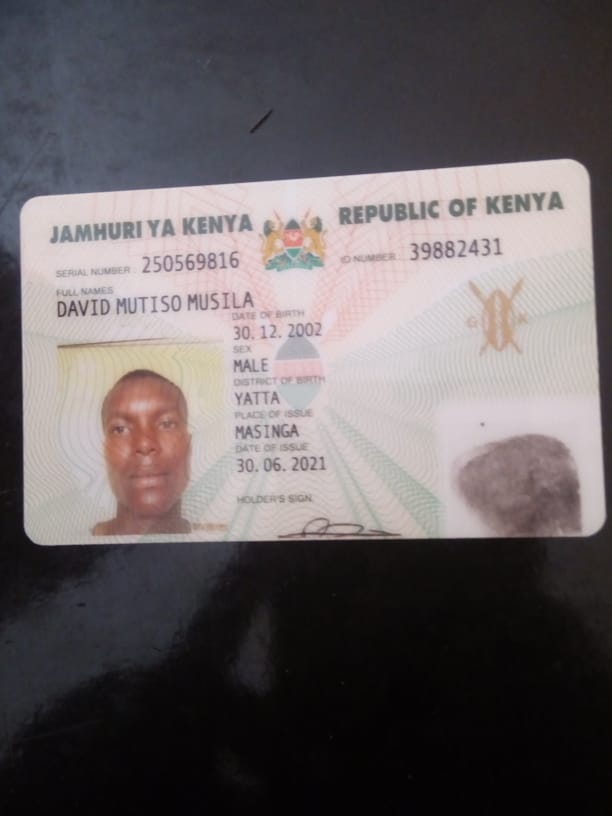 JAMHURI YA KENYA
REPUBLIC OF KENYA
SERIAL NUMBER : 250569816
ID NUMBER : 39882431
FULL NAMES
DAVID MUTISO MUSILA
DATE OF BIRTH
30. 12. 2002
SEX
MALE
DISTRICT OF BIRTH
YATTA
PLACE OF ISSUE
MASINGA
DATE OF ISSUE
30. 06. 2021
HOLDER'S SIGN.
G K